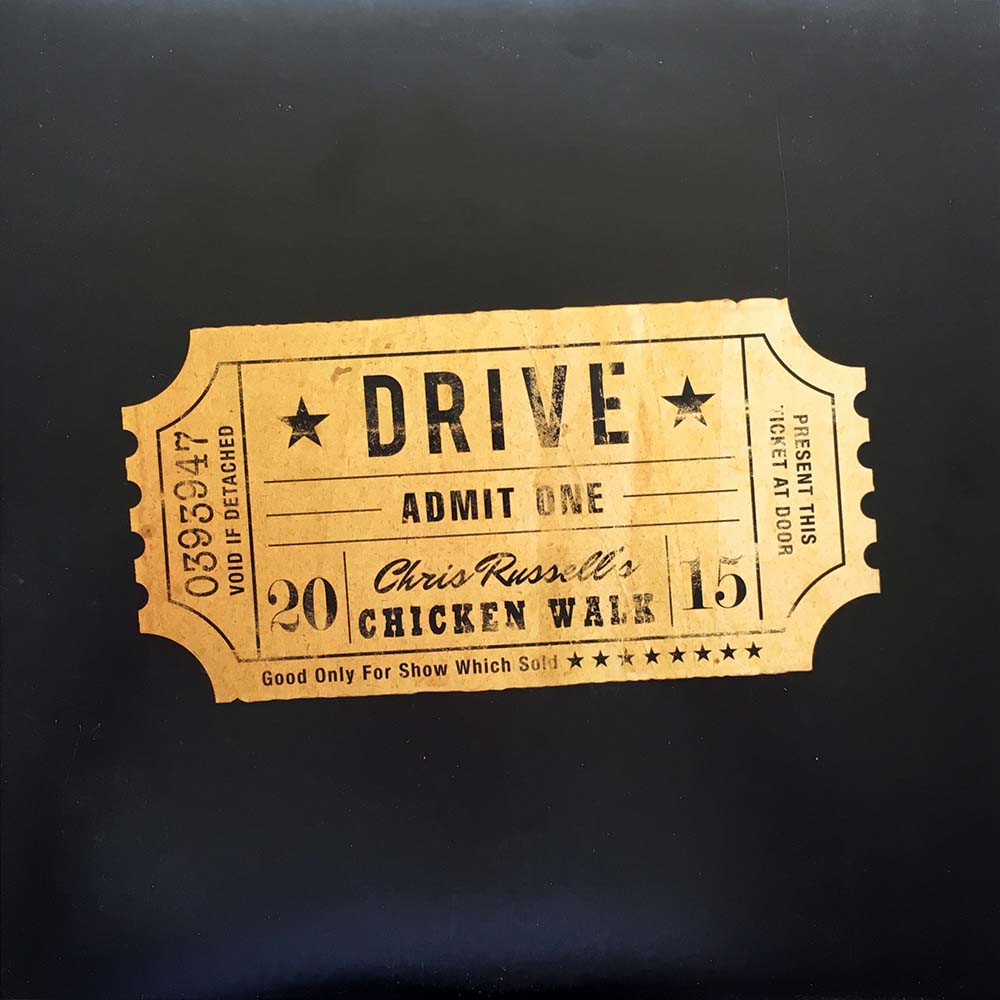 DRIVE
ADMIT ONE
20
Chris Russell's
CHICKEN WALK
15
Good Only For Show Which Sold
0393947
VOID IF DETACHED
PRESENT THIS
TICKET AT DOOR